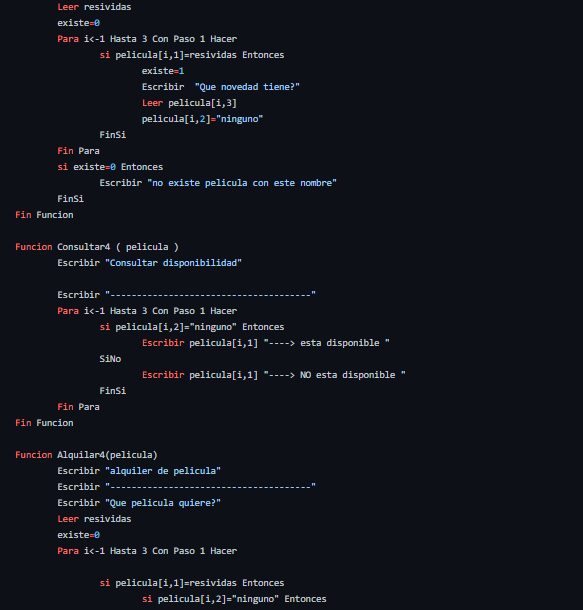 Leer resividas
existe=0
Para i<-1 Hasta 3 Con Paso 1 Hacer
si pelicula[i,1]=resividas Entonces
existe=1
Escribir  "Que novedad tiene?"
Leer pelicula[i,3]
pelicula[i,2]="ninguno"
FinSi
Fin Para
si existe=0 Entonces
Escribir "no existe pelicula con este nombre"
FinSi
Fin Funcion
Funcion Consultar4 ( pelicula )
Escribir "Consultar disponibilidad"
Escribir "--------------------------------------"
Para i<-1 Hasta 3 Con Paso 1 Hacer
si pelicula[i,2]="ninguno" Entonces
Escribir pelicula[i,1] "----> esta disponible "
SiNo
Escribir pelicula[i,1] "----> NO esta disponible "
FinSi
Fin Para
Fin Funcion
Funcion Alquilar4(pelicula)
Escribir "alquiler de pelicula"
Escribir "--------------------------------------"
Escribir "Que pelicula quiere?"
Leer resividas
existe=0
Para i<-1 Hasta 3 Con Paso 1 Hacer
si pelicula[i,1]=resividas Entonces
si pelicula[i,2]="ninguno" Entonces